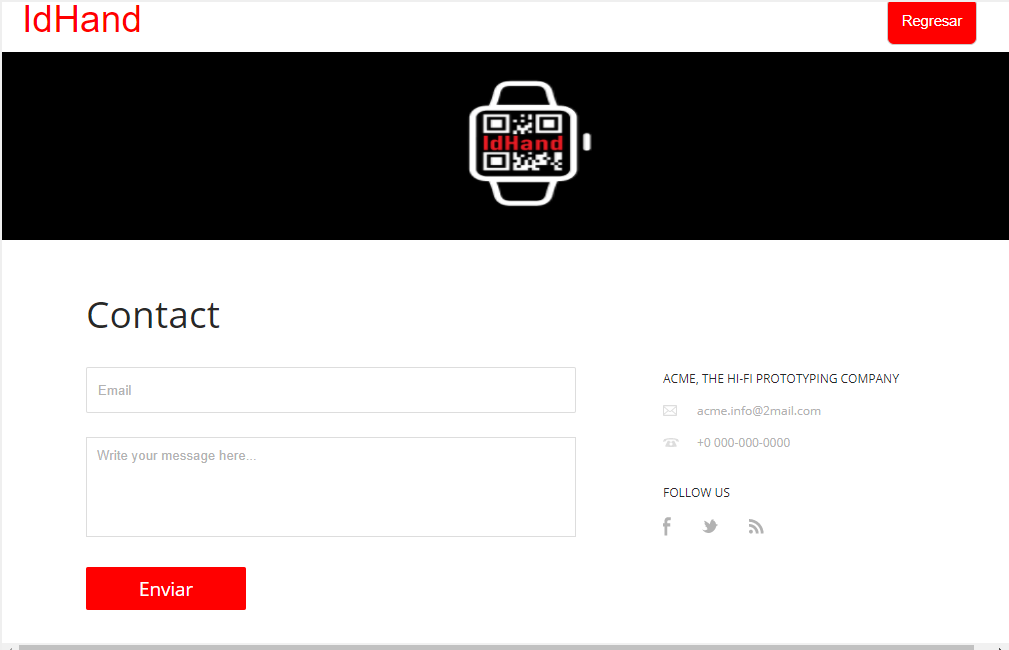 IdHand
Regresar
IdHand
Contact
Email
Write your message here...
Enviar
ACME, THE HI-FI PROTOTYPING COMPANY
acme.info@2mail.com
+0 000-000-0000
FOLLOW US